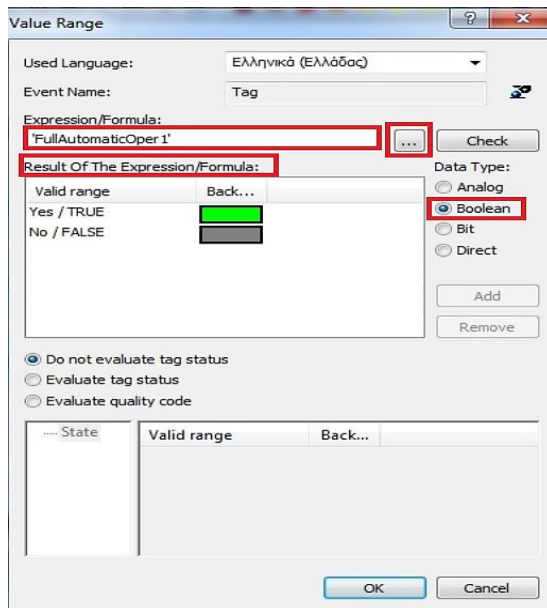 Value Range
Used Language:
Ελληνικά (Ελλάδας)
Event Name:
Tag
Expression/Formula:
'FullAutomaticOper1'
...
Check
Result Of The Expression/Formula:
Data Type:
Valid range Back...
Analog
Yes / TRUE
Boolean
No / FALSE
Bit
Direct
Add
Remove
Do not evaluate tag status
Evaluate tag status
Evaluate quality code
State
Valid range Back...
OK
Cancel